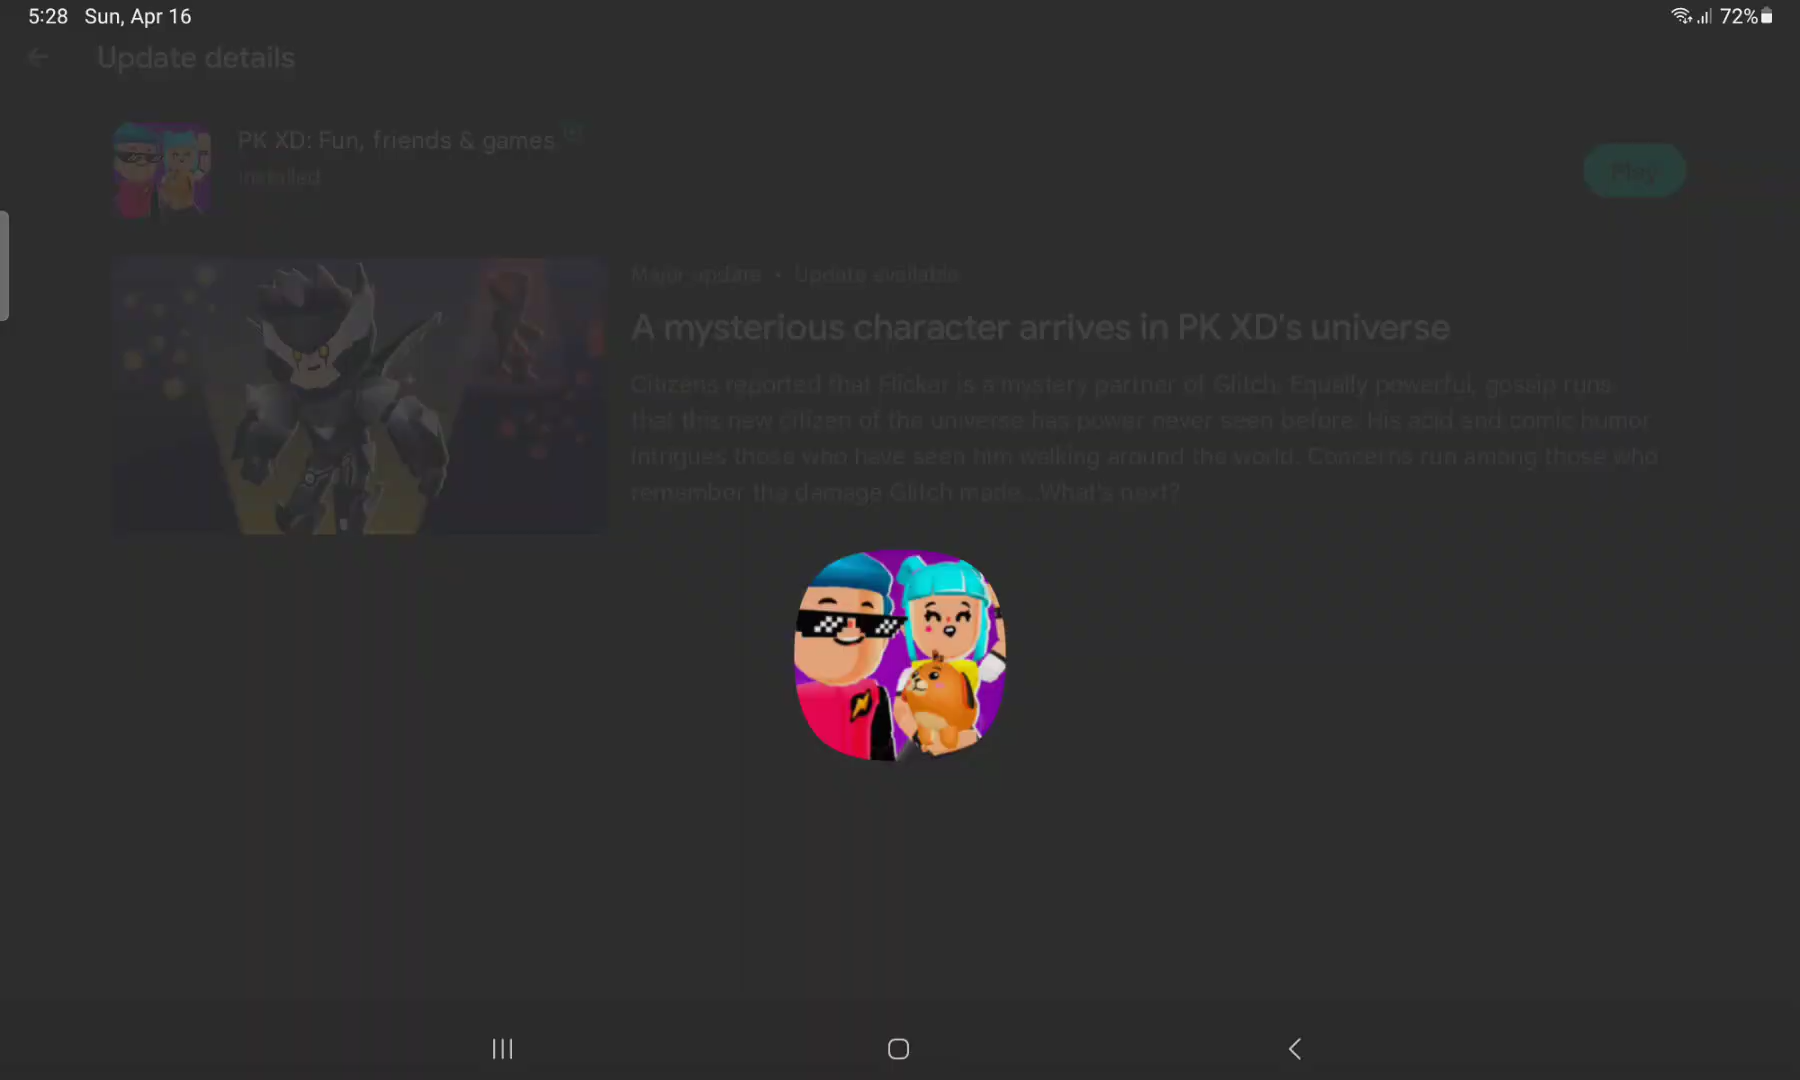 5:28 Sun, Apr 16
72%
Update details
PK XD: Fun, friends & games
Installed
Play
Major update • Update available
A mysterious character arrives in PK XD's universe
Citizens reported that Flicker is a mystery partner of Glitch. Equally powerful, gossip runs
that this new citizen of the universe has power never seen before. His acid and comic humor
intrigues those who have seen him walking around the world. Concerns run among those who
remember the damage Glitch made...What's next?